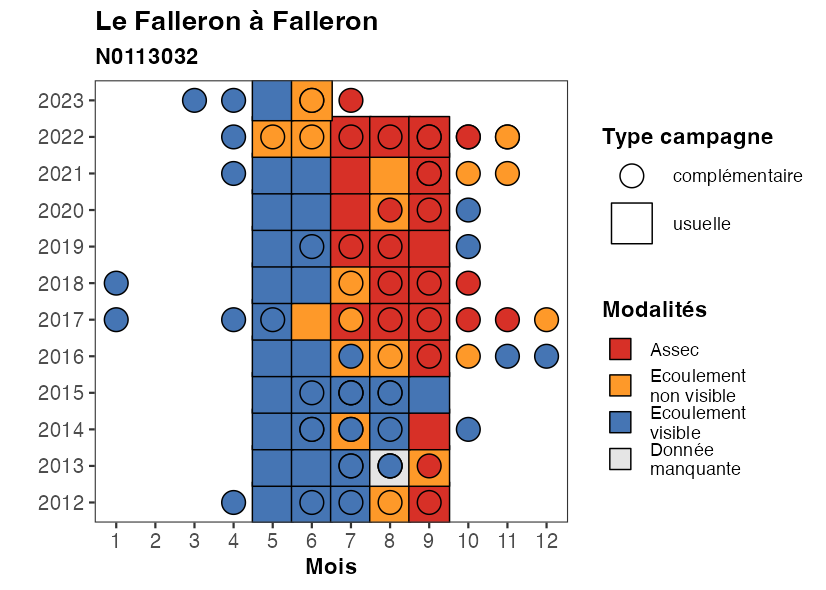 Le Falleron à Falleron
N0113032
2023
2022
2021
2020
2019
2018
2017
2016
2015
2014
2013
2012
1 2 3 4 5 6 7 8 9 10 11 12
Mois
Type campagne
complémentaire
usuelle
Modalités
Assec
Ecoulement
non visible
Ecoulement
visible
Donnée
manquante